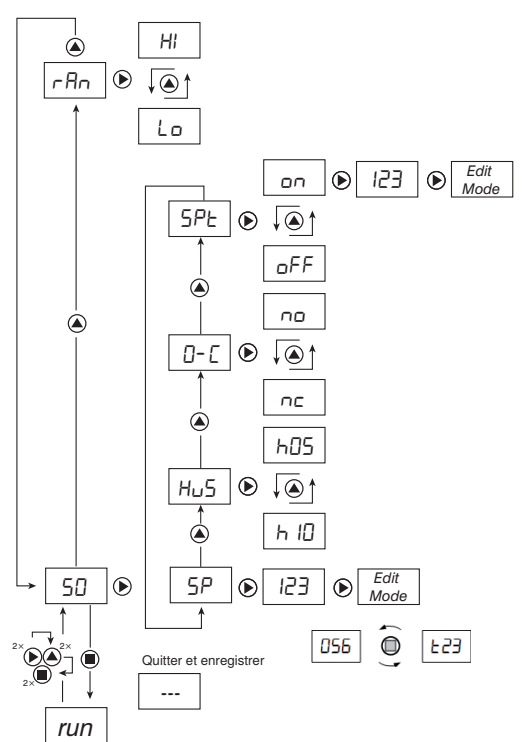 HI
rAn
Lo
on
123
Edit
Mode
SPt
oFF
no
O-C
nc
h05
HuS
h 10
SO
SP
123
Edit
Mode
2×
2×
2×
Quitter et enregistrer
056
t23
---
run